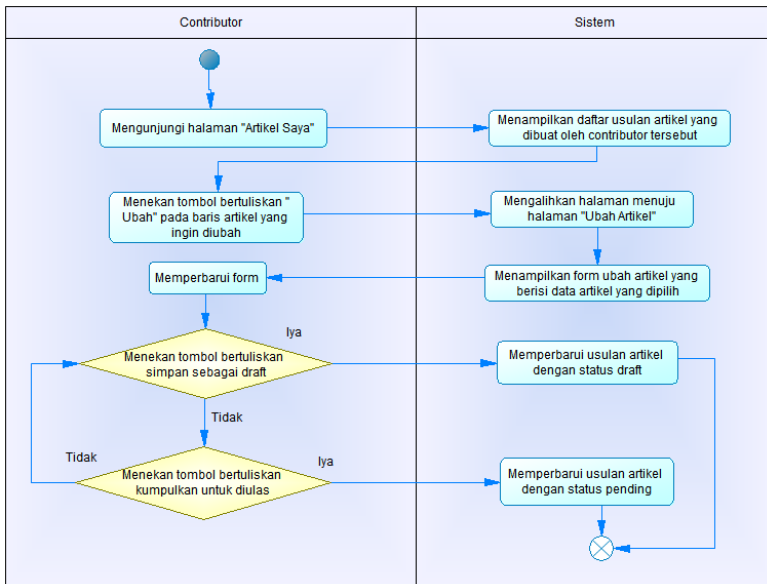 Contributor
Sistem
Mengunjungi halaman "Artikel Saya"
Menampilkan daftar usulan artikel yang
dibuat oleh contributor tersebut
Menekan tombol bertuliskan "
Ubah" pada baris artikel yang
ingin diubah
Mengalihkan halaman menuju
halaman "Ubah Artikel"
Memperbarui form
Menampilkan form ubah artikel yang
berisi data artikel yang dipilih
Iya
Menekan tombol bertuliskan
simpan sebagai draft
Memperbarui usulan artikel
dengan status draft
Tidak
Tidak
Iya
Menekan tombol bertuliskan
kumpulkan untuk diulas
Memperbarui usulan artikel
dengan status pending